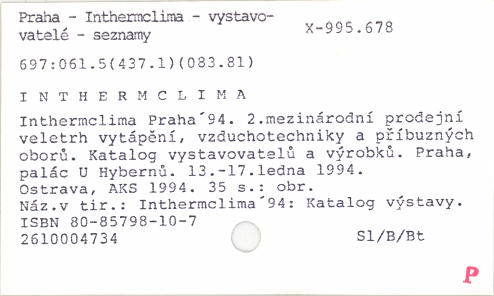 Praha - Inthermclima - vystavo-
vatelé - seznamy
X-995.678
697:061.5(437.1)(083.81)
I N T H E R M C L I M A
Inthermclima Praha´94. 2.mezinárodní prodejní
veletrh vytápění, vzduchotechniky a příbuzných
oborů. Katalog vystavovatelů a výrobků. Praha,
palác U Hybernů. 13.-17.ledna 1994.
Ostrava, AKS 1994. 35 s.: obr.
Náz.v tir.: Inthermclima´94: Katalog výstavy.
ISBN 80-85798-10-7
2610004734
Sl/B/Bt
P